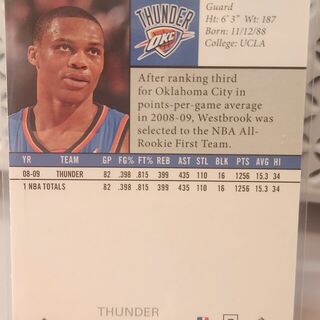 Guard
THUNDER
Ht: 6' 3" Wt: 187
OKC
Born: 11/12/88
College: UCLA
After ranking third
for Oklahoma City in
points-per-game average
in 2008-09, Westbrook was
selected to the NBA All-
Rookie First Team.
YR TEAM GP FG% FT% REB AST STL BLK PTS AVG HI
08-09 THUNDER 82 .398 .815 399 435 110 16 1256 15.3 34
1 NBA TOTALS 82 .398 .815 399 435 110 16 1256 15.3 34
THUNDER